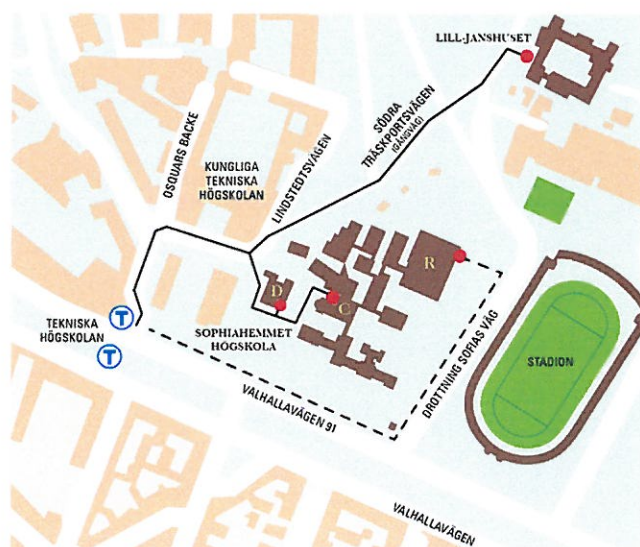 LILL-JANSHUSET
SÖDRA
TRÄSKPORTSVÄGEN
(GÅNGVÄG)
OSQUARS BACKE
KUNGLIGA
TEKNISKA
HÖGSKOLAN
LINDSTEDTSVÄGEN
R
D
C
T
TEKNISKA
HÖGSKOLAN
T
SOPHIAHEMMET
HÖGSKOLA
DROTTNING SOFIAS VÄG
STADION
VALHALLAVÄGEN 91
VALHALLAVÄGEN